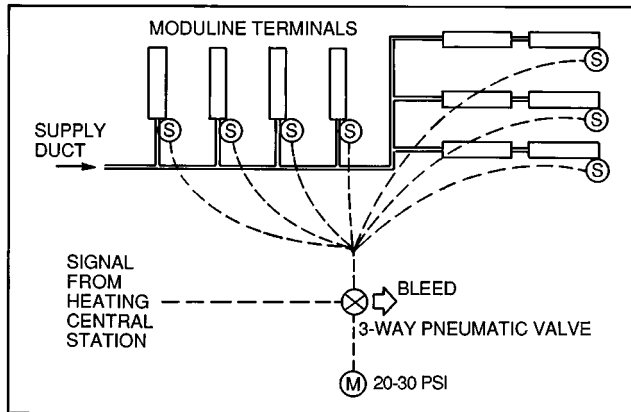 MODULINE TERMINALS
S
S
S
S
S
S
S
SUPPLY
DUCT
SIGNAL
FROM
HEATING
CENTRAL
STATION
BLEED
3-WAY PNEUMATIC VALVE
M 20-30 PSI